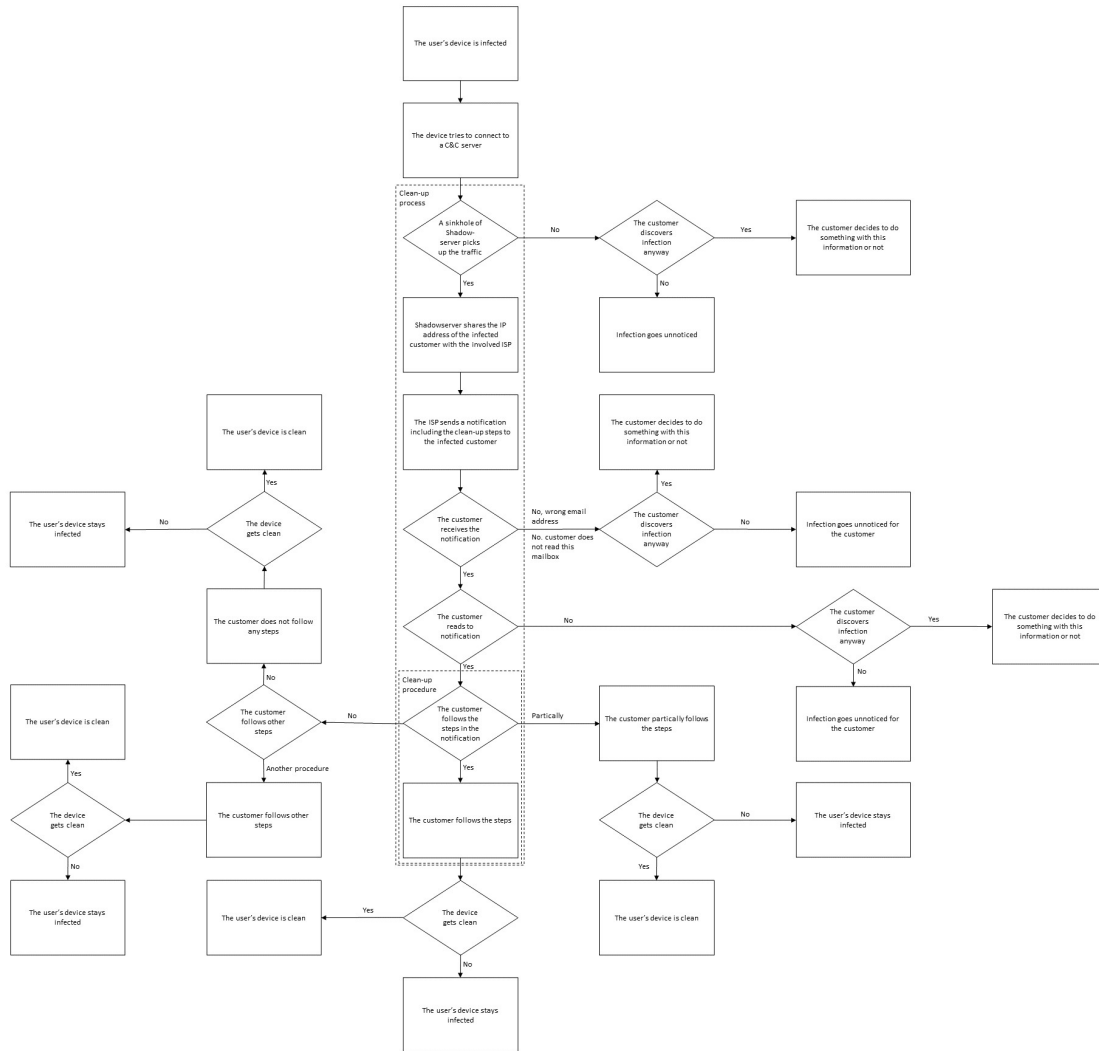 The user's device is infected
The device tries to connect to
a C&C server
Clean-up
process
A sinkhole of
Shadow-
server picks
up the traffic
No
The customer
discovers
infection
anyway
Yes
The customer decides to do
something with this
information or not
Yes
No
Shadowserver shares the IP
address of the infected
customer with the involved ISP
Infection goes unnoticed
The user's device is clean
The ISP sends a notification
including the clean-up steps to
the infected customer
The customer decides to do
something with this
information or not
Yes
Yes
The user's device stays
infected
No
The device
gets clean
The customer
receives the
notification
No, wrong email
address
No. customer does
not read this
mailbox
The customer
discovers
infection
anyway
No
Infection goes unnoticed for
the customer
Yes
The customer does not follow
any steps
The customer
reads to
notification
No
The customer
discovers
infection
anyway
Yes
The customer decides to do
something with this
information or not
Yes
No
No
Clean-up
procedure
The user's device is clean
The customer
follows other
steps
No
The customer
follows the
steps in the
notification
Partically
The customer partically follows
the steps
Infection goes unnoticed for
the customer
Yes
Another procedure
Yes
The device
gets clean
The customer follows other
steps
The customer follows the steps
The device
gets clean
No
The user's device stays
infected
No
Yes
The user's device stays
infected
The user's device is clean
Yes
The device
gets clean
The user's device is clean
No
The user's device stays
infected